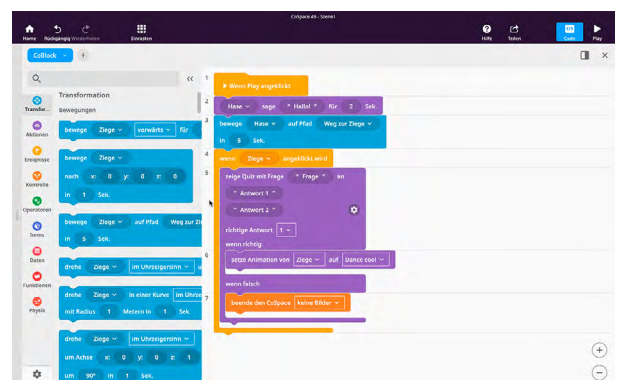 CoSpace 49 - Szene1
Home Rückgängig Wiederholen Einrasten Hilfe Teilen Code Play
CoBlock
1
Wenn Play angeklickt
Transformation
2
Hase sage " Hallo! " für 2 Sek.
Transfor... Bewegungen
3
bewege Hase auf Pfad Weg zur Ziege
in 5 Sek.
Aktionen
bewege Ziege vorwärts für
4
wenn Ziege angeklickt wird
Ereignisse
bewege Ziege
nach x: 0 y: 0 z: 0
in 1 Sek.
5
zeige Quiz mit Frage " Frage " an
" Antwort 1 "
" Antwort 2 "
richtige Antwort 1
wenn richtig
Kontrolle
Operatoren
bewege Ziege auf Pfad Weg zur Zi
in 5 Sek.
Items
6
setze Animation von Ziege auf Dance cool
Daten
drehe Ziege im Uhrzeigersinn u
wenn falsch
Funktionen
7
beende den CoSpace keine Bilder
drehe Ziege in einer Kurve im Uhrze
mit Radius 1 Metern in 1 Sek.
Physik
drehe Ziege im Uhrzeigersinn
um Achse x: 0 y: 0 z: 1
um 90° in 1 Sek.